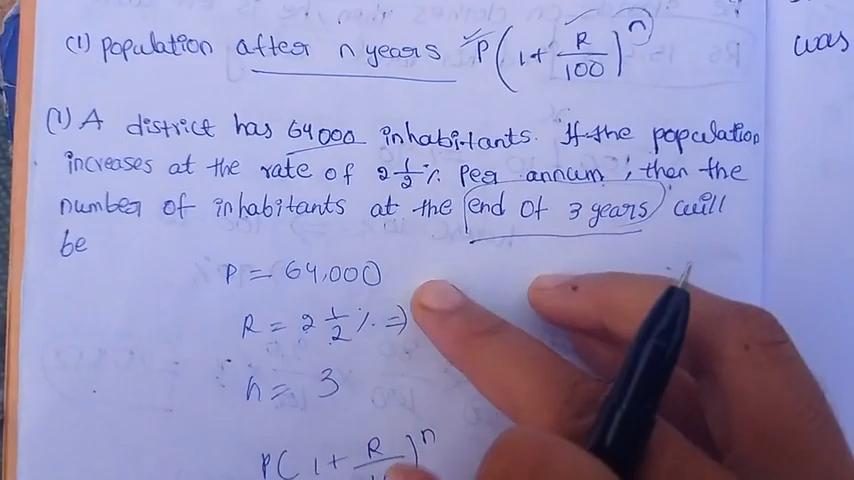 (1) population after n years P(1+ R/100)^n
was
(1) A district has 64000 inhabitants. If the population
increases at the rate of 2 1/2 % per annum, then the
number of inhabitants at the end of 3 years will
be
P = 64,000
R = 2 1/2 % =>
n = 3
P(1+ R/)^n